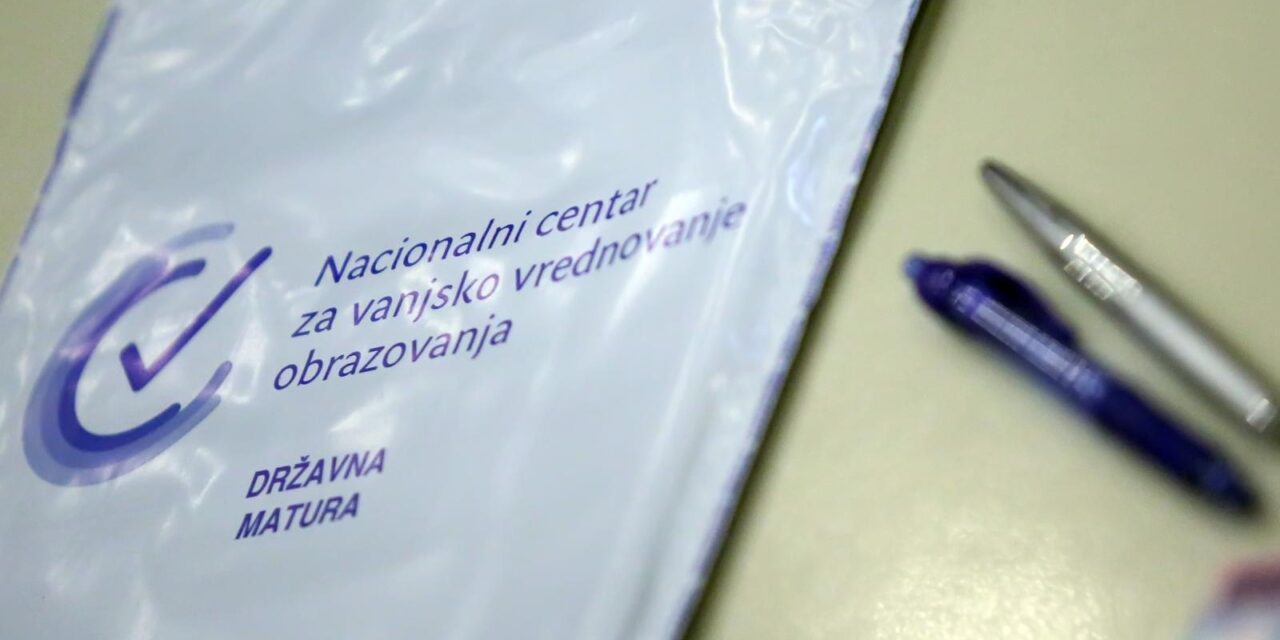 Nacionalni centar
za vanjsko vrednovanje
obrazovanja
DRŽAVNA
MATURA